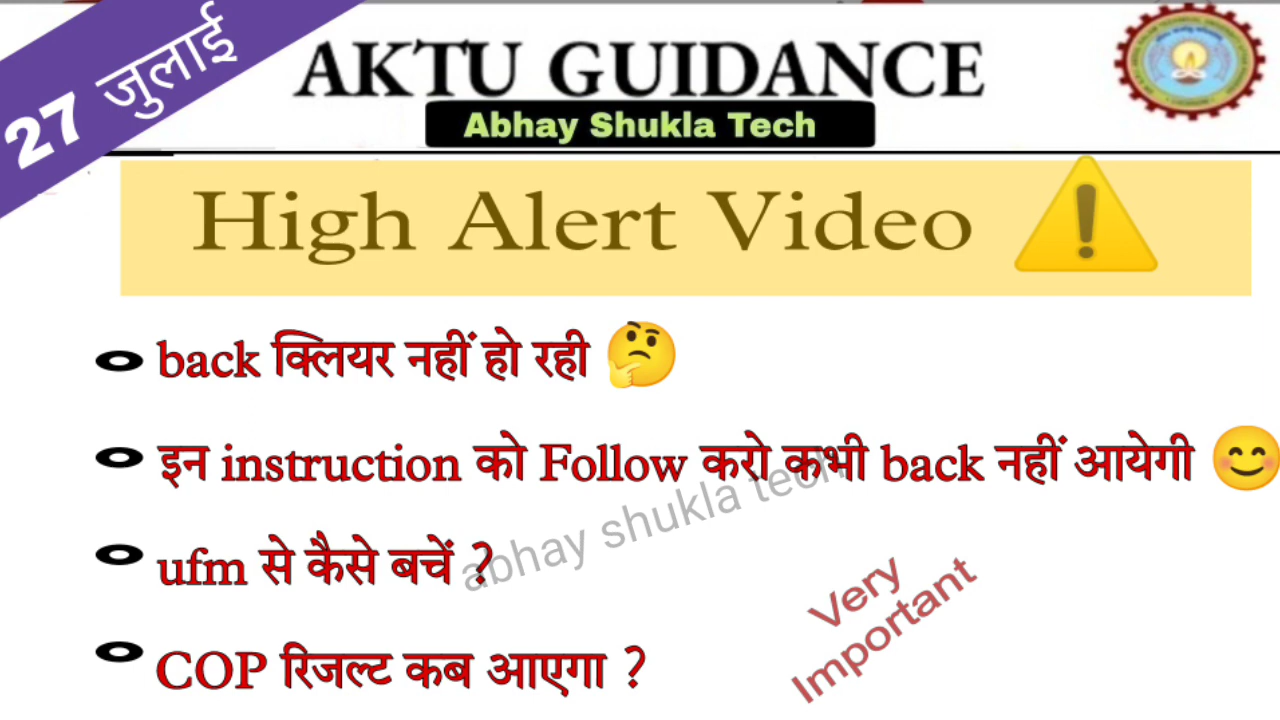 27 जुलाई
AKTU GUIDANCE
Abhay Shukla Tech
High Alert Video
back क्लियर नहीं हो रही
इन instruction को Follow करो कभी back नहीं आयेगी
ufm से कैसे बचें ?
abhay shukla tech
Very
Important
COP रिजल्ट कब आएगा ?